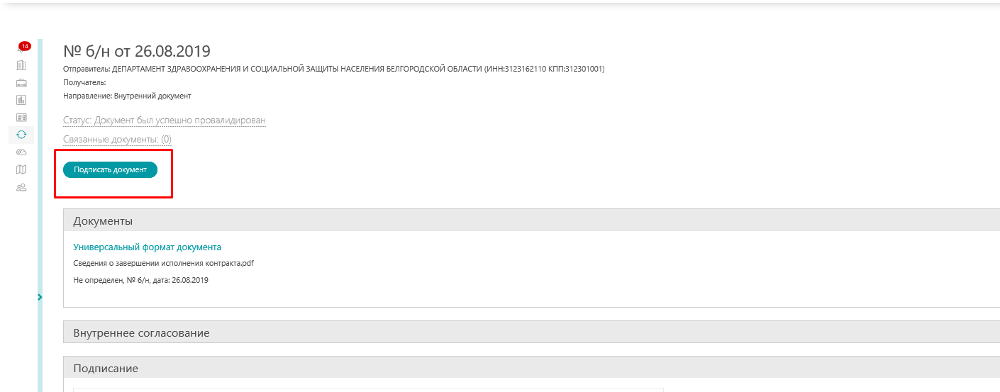 14
№ б/н от 26.08.2019
Отправитель: ДЕПАРТАМЕНТ ЗДРАВООХРАНЕНИЯ И СОЦИАЛЬНОЙ ЗАЩИТЫ НАСЕЛЕНИЯ БЕЛГОРОДСКОЙ ОБЛАСТИ (ИНН:3123162110 КПП:312301001)
Получатель:
Направление: Внутренний документ
Статус: Документ был успешно провалидирован
Связанные документы: (0)
Подписать документ
Документы
Универсальный формат документа
Сведения о завершении исполнения контракта.pdf
Не определен, № б/н, дата: 26.08.2019
Внутреннее согласование
Подписание